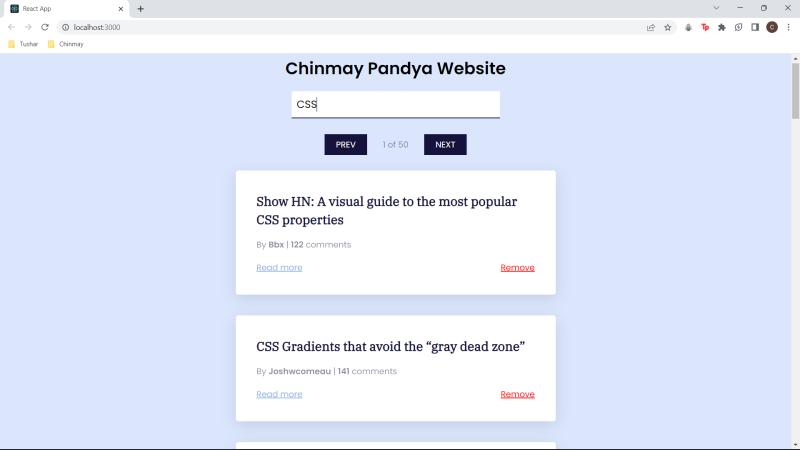 React App
localhost:3000
Tp
C
Tushar Chinmay
Chinmay Pandya Website
CSS
PREV 1 of 50 NEXT
Show HN: A visual guide to the most popular
CSS properties
By Bbx | 122 comments
Read more Remove
CSS Gradients that avoid the “gray dead zone”
By Joshwcomeau | 141 comments
Read more Remove